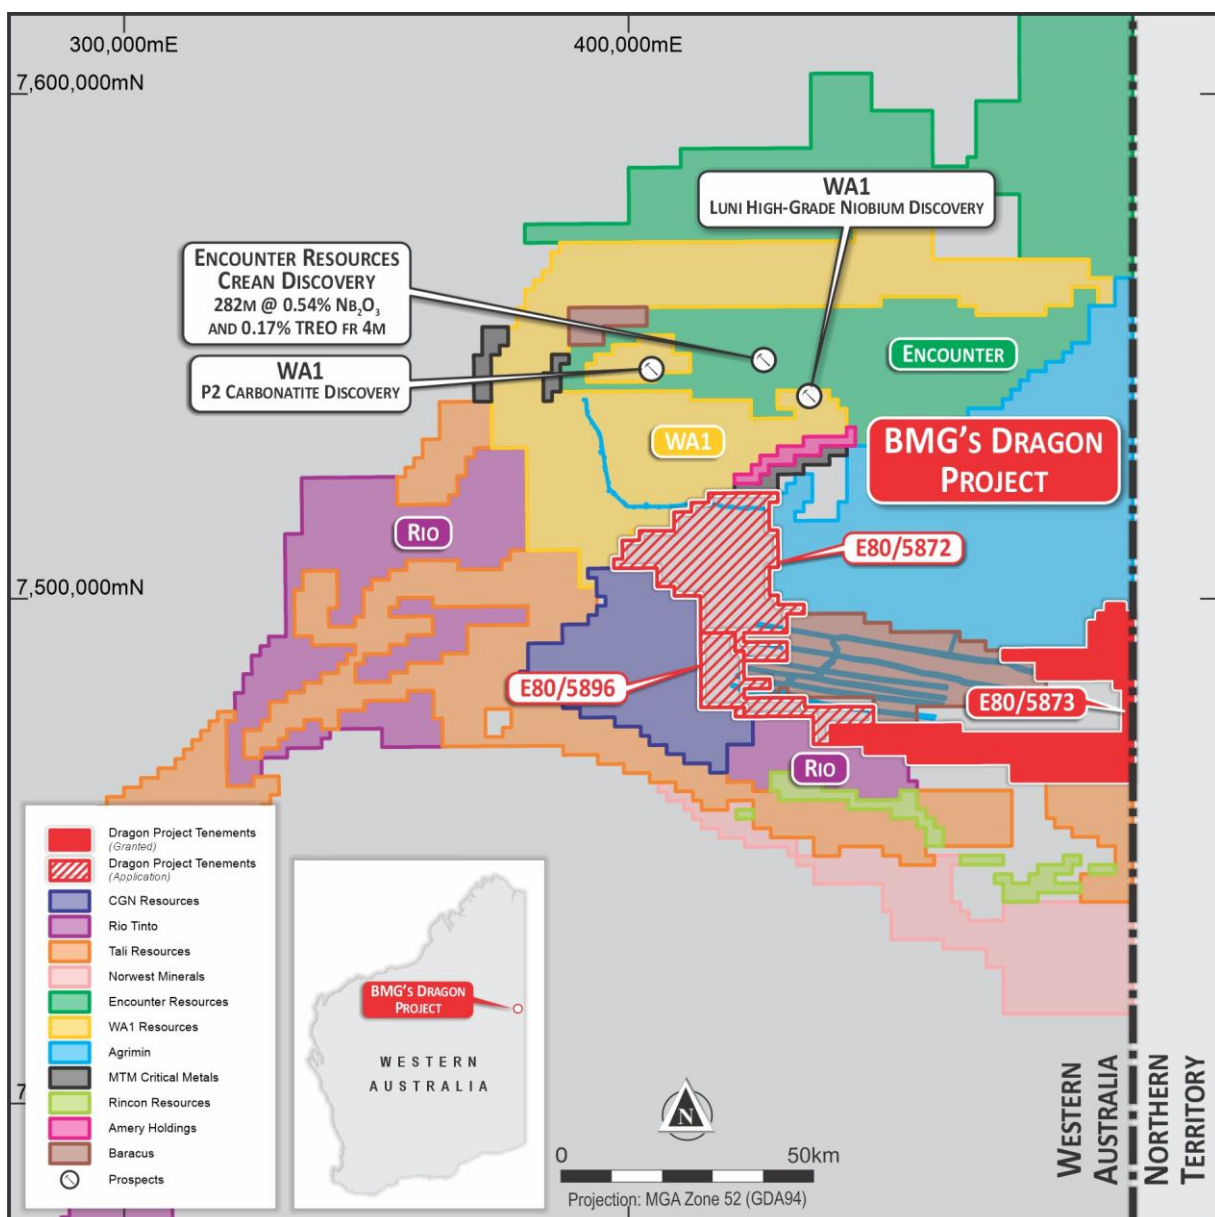 300,000mE
400,000mE
7,600,000mN
WA1
LUNI HIGH-GRADE NIOBIUM DISCOVERY
ENCOUNTER RESOURCES
CREAN DISCOVERY
282M @ 0.54% NB₂O₃
AND 0.17% TREO FR 4M
WA1
P2 CARBONATITE DISCOVERY
ENCOUNTER
WA1
BMG'S DRAGON
PROJECT
RIO
E80/5872
7,500,000mN
E80/5896
E80/5873
RIO
Dragon Project Tenements
(Granted)
Dragon Project Tenements
(Application)
CGN Resources
Rio Tinto
Tali Resources
Norwest Minerals
Encounter Resources
WA1 Resources
Agrimin
MTM Critical Metals
Rincon Resources
Amery Holdings
Baracus
Prospects
7
BMG'S DRAGON
PROJECT
WESTERN
AUSTRALIA
N
0
50km
Projection: MGA Zone 52 (GDA94)
WESTERN
AUSTRALIA
NORTHERN
TERRITORY